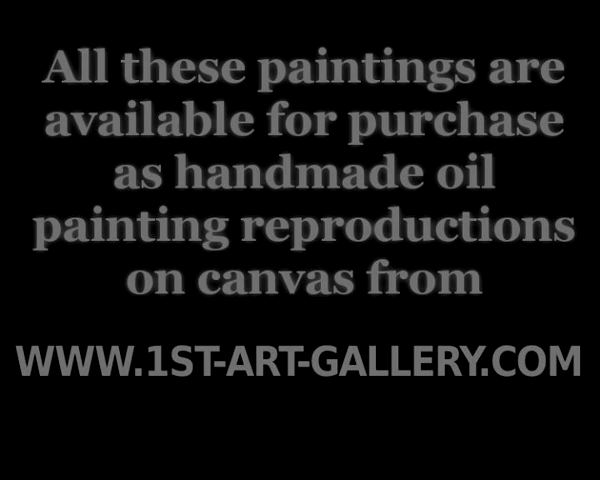 All these paintings are
available for purchase
as handmade oil
painting reproductions
on canvas from
WWW.1ST-ART-GALLERY.COM